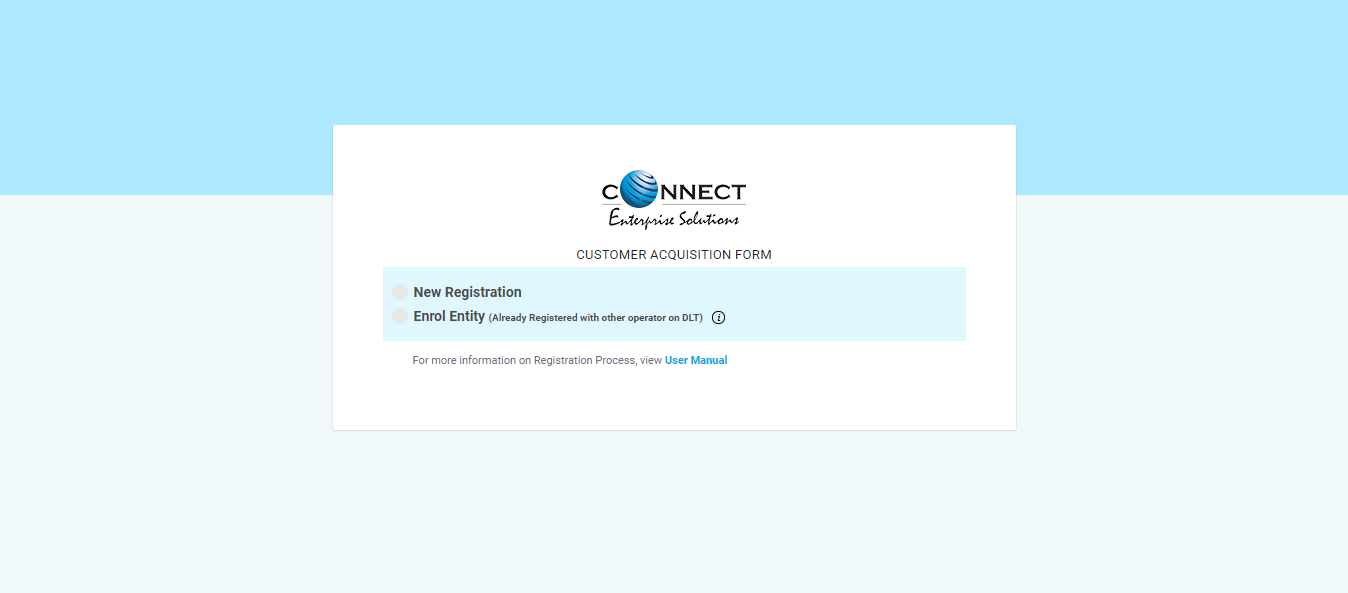 CONNECT
Enterprise Solutions
CUSTOMER ACQUISITION FORM
New Registration
Enrol Entity (Already Registered with other operator on DLT) i
For more information on Registration Process, view User Manual